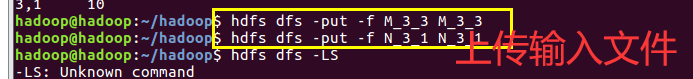 3,1 10
hadoop@hadoop:~/hadoop$ hdfs dfs -put -f M_3_3 M_3_3
hadoop@hadoop:~/hadoop$ hdfs dfs -put -f N_3_1 N_3_1
上传输入文件
hadoop@hadoop:~/hadoop$ hdfs dfs -LS
-LS: Unknown command